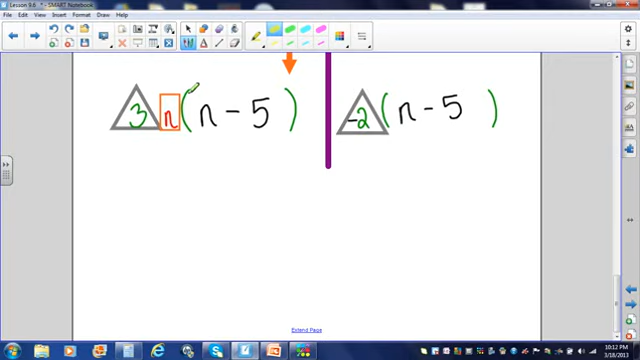 Lesson 9.6 - SMART Notebook
File Edit View Insert Format Draw Help
3 n ( n - 5 )
-2 ( n - 5 )
Extend Page
10:12 PM
3/18/2013